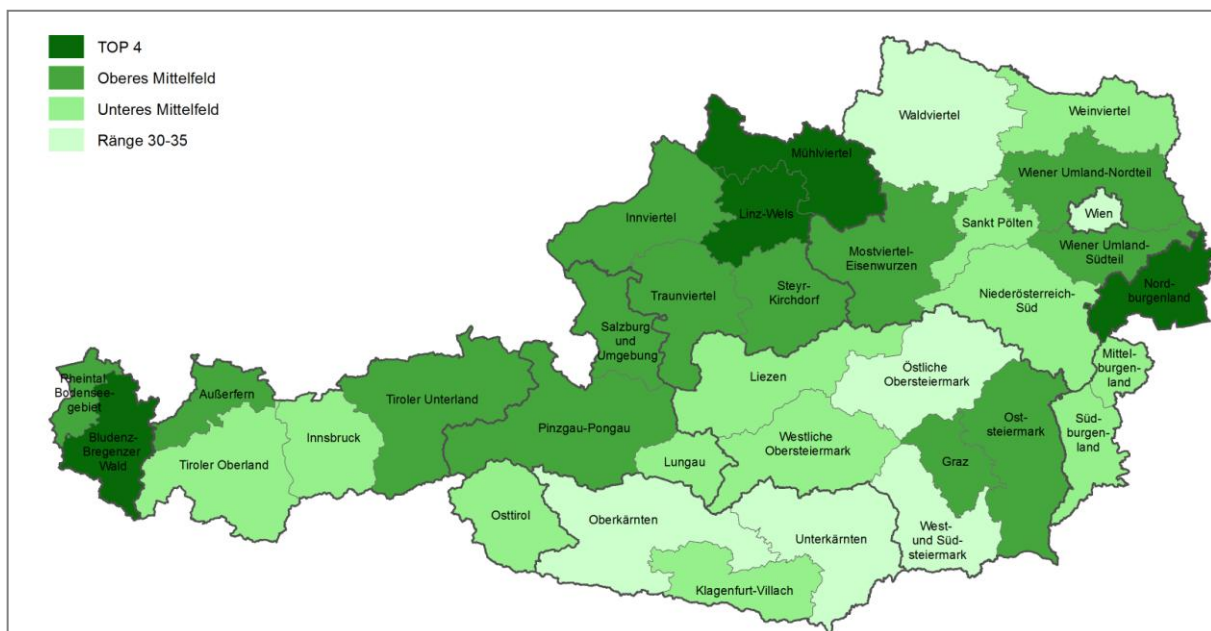 TOP 4
Oberes Mittelfeld
Unteres Mittelfeld
Ränge 30-35
Waldviertel
Weinviertel
Mühlviertel
Wiener Umland-Nordteil
Linz-Wels
Innviertel
Sankt Pölten
Wien
Mostviertel-
Eisenwurzen
Wiener Umland-
Südteil
Nord-
burgenland
Traunviertel
Steyr-
Kirchdorf
Niederösterreich-
Süd
Salzburg
und
Umgebung
Mittel-
burgen-
land
Liezen
Östliche
Obersteiermark
Rheintal
Bodensee-
gebiet
Außerfern
Tiroler Unterland
Pinzgau-Pongau
Ost-
steiermark
Süd-
burgen-
land
Bludenz-
Bregenzer
Wald
Innsbruck
Tiroler Oberland
Westliche
Obersteiermark
Lungau
Graz
Osttirol
Oberkärnten
Unterkärnten
West-
und Süd-
steiermark
Klagenfurt-Villach